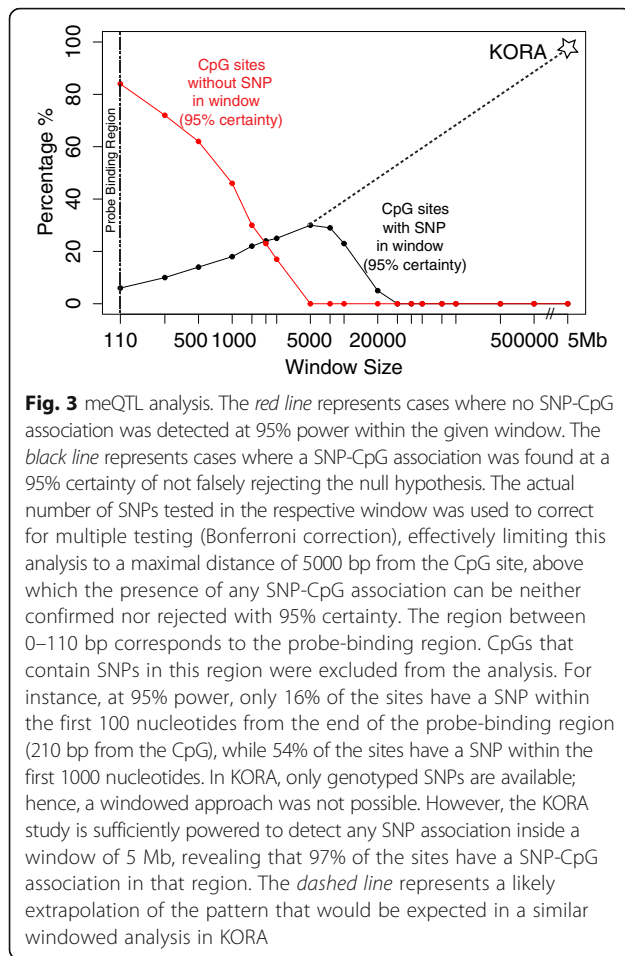 100
80
60
40
20
0
Percentage %
Probe Binding Region
CpG sites
without SNP
in window
(95% certainty)
KORA
CpG sites
with SNP
in window
(95% certainty)
110 500 1000 5000 20000 500000 // 5Mb
Window Size
Fig. 3 meQTL analysis. The red line represents cases where no SNP-CpG
association was detected at 95% power within the given window. The
black line represents cases where a SNP-CpG association was found at a
95% certainty of not falsely rejecting the null hypothesis. The actual
number of SNPs tested in the respective window was used to correct
for multiple testing (Bonferroni correction), effectively limiting this
analysis to a maximal distance of 5000 bp from the CpG site, above
which the presence of any SNP-CpG association can be neither
confirmed nor rejected with 95% certainty. The region between
0–110 bp corresponds to the probe-binding region. CpGs that
contain SNPs in this region were excluded from the analysis. For
instance, at 95% power, only 16% of the sites have a SNP within
the first 100 nucleotides from the end of the probe-binding region
(210 bp from the CpG), while 54% of the sites have a SNP within the
first 1000 nucleotides. In KORA, only genotyped SNPs are available;
hence, a windowed approach was not possible. However, the KORA
study is sufficiently powered to detect any SNP association inside a
window of 5 Mb, revealing that 97% of the sites have a SNP-CpG
association in that region. The dashed line represents a likely
extrapolation of the pattern that would be expected in a similar
windowed analysis in KORA